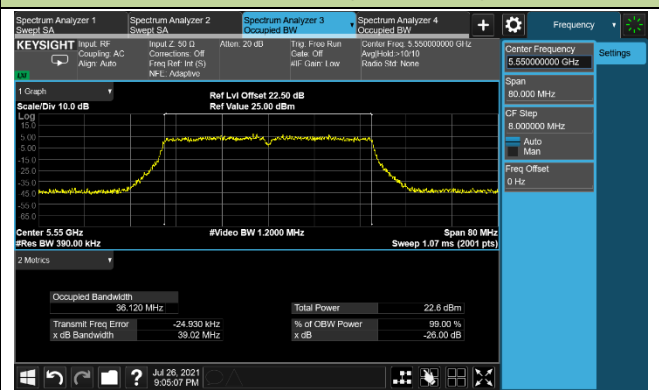 Spectrum Analyzer 1
Swept SA
Spectrum Analyzer 2
Swept SA
Spectrum Analyzer 3
Occupied BW
Spectrum Analyzer 4
Occupied BW
+
Frequency
KEYSIGHT
Input: RF
Coupling: AC
Align: Auto
Input Z: 50 Ω
Corrections: Off
Freq Ref: Int (S)
NFE: Adaptive
Atten: 20 dB
Trig: Free Run
Gate: Off
#IF Gain: Low
Center Freq: 5.550000000 GHz
Avg|Hold:>10/10
Radio Std: None
Center Frequency
5.550000000 GHz
Settings
Span
80.000 MHz
CF Step
8.000000 MHz
Auto
Man
Freq Offset
0 Hz
1 Graph
Scale/Div 10.0 dB
Ref Lvl Offset 22.50 dB
Ref Value 25.00 dBm
Log
15.0
5.00
-5.00
-15.0
-25.0
-35.0
-45.0
-55.0
-65.0
Center 5.55 GHz
#Video BW 1.2000 MHz
Span 80 MHz
#Res BW 390.00 kHz
Sweep 1.07 ms (2001 pts)
2 Metrics
Occupied Bandwidth
36.120 MHz
Total Power
22.6 dBm
Transmit Freq Error
-24.930 kHz
% of OBW Power
99.00 %
x dB Bandwidth
39.02 MHz
x dB
-26.00 dB
?
Jul 26, 2021
9:05:07 PM